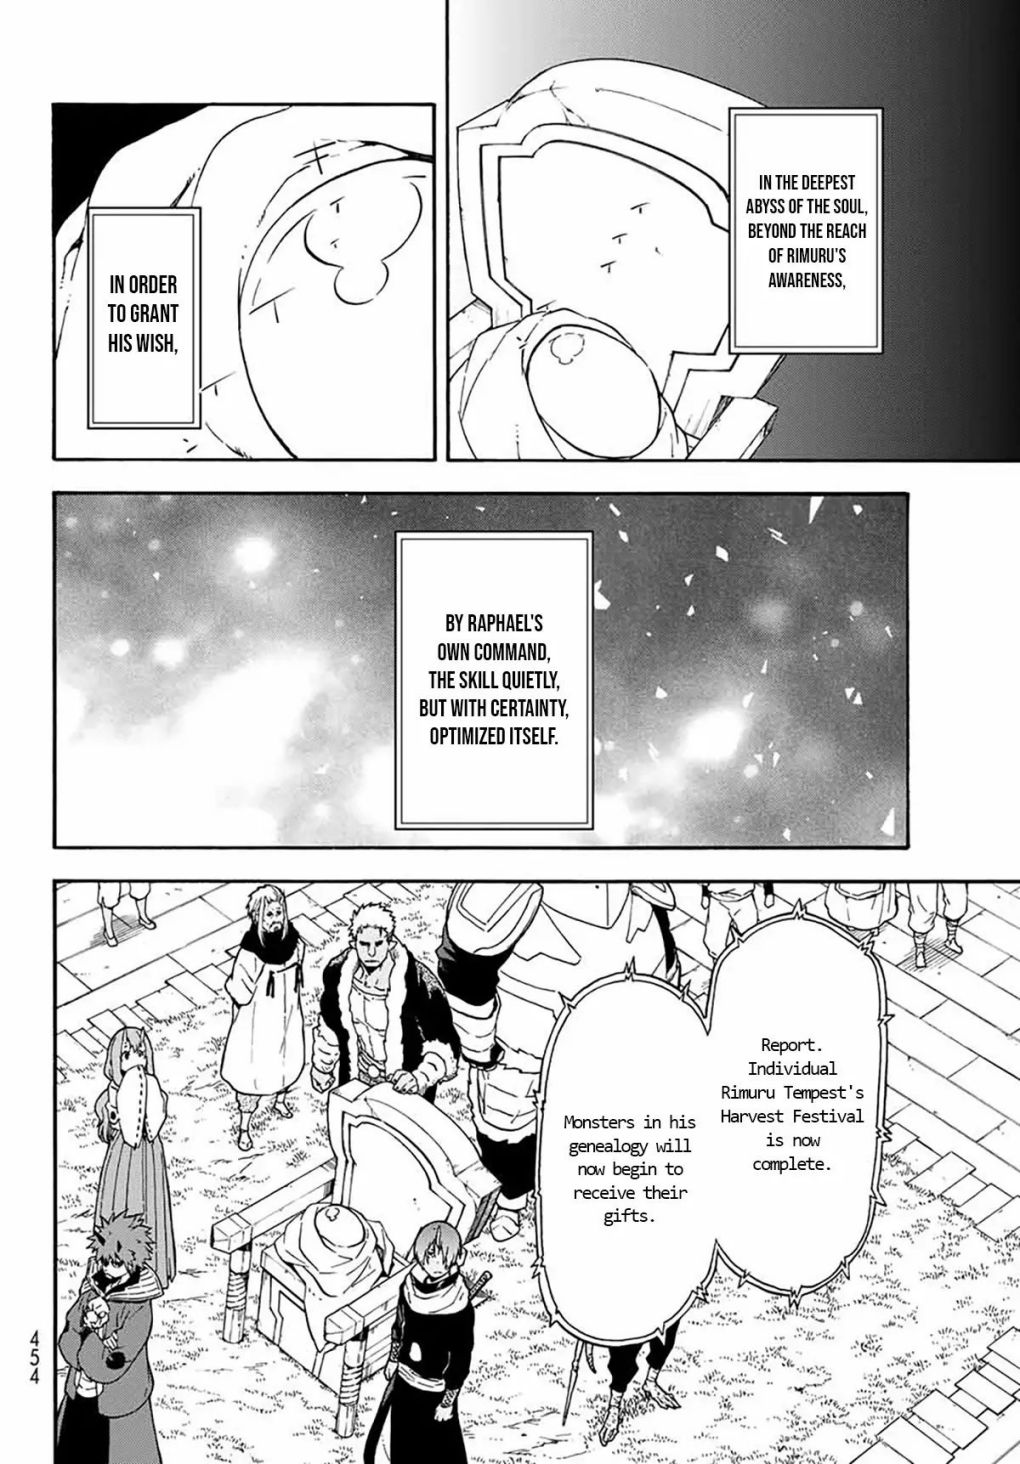 IN THE DEEPEST
ABYSS OF THE SOUL,
BEYOND THE REACH
OF RIMURU'S
AWARENESS,
IN ORDER
TO GRANT
HIS WISH,
BY RAPHAEL'S
OWN COMMAND,
THE SKILL QUIETLY,
BUT WITH CERTAINTY,
OPTIMIZED ITSELF.
Report.
Individual
Rimuru Tempest's
Harvest Festival
is now
complete.
Monsters in his
genealogy will
now begin to
receive their
gifts.
454